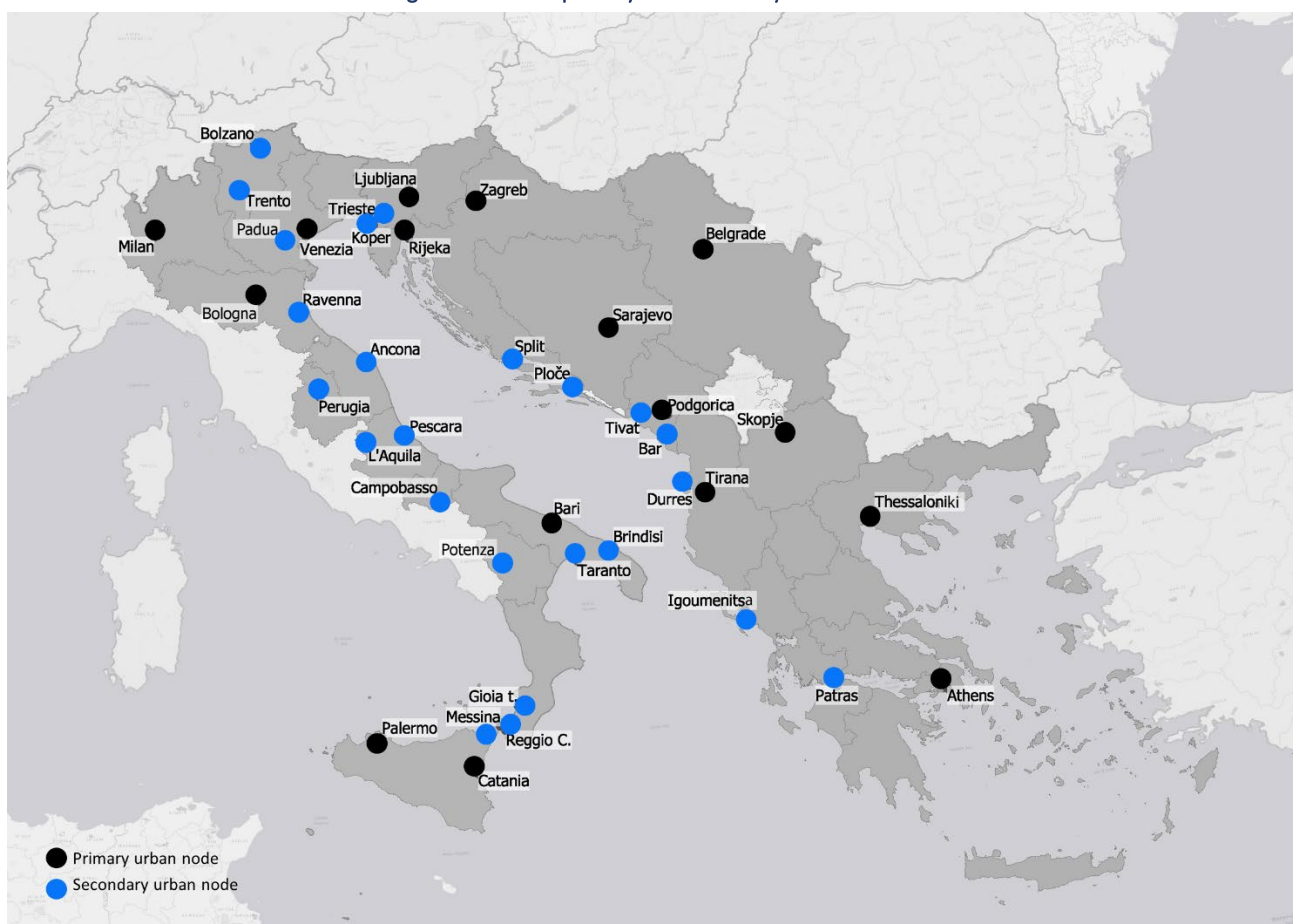 Bolzano
Ljubljana
Zagreb
Trento
Trieste
Padua
Koper
Milan
Venezia
Rijeka
Belgrade
Ravenna
Bologna
Sarajevo
Split
Ancona
Ploče
Perugia
Podgorica
Pescara
Tivat
Skopje
Bar
L'Aquila
Campobasso
Durres
Tirana
Thessaloniki
Bari
Brindisi
Potenza
Taranto
Igoumenitsa
Gioia t.
Patras
Athens
Messina
Palermo
Reggio C.
Catania
Primary urban node
Secondary urban node